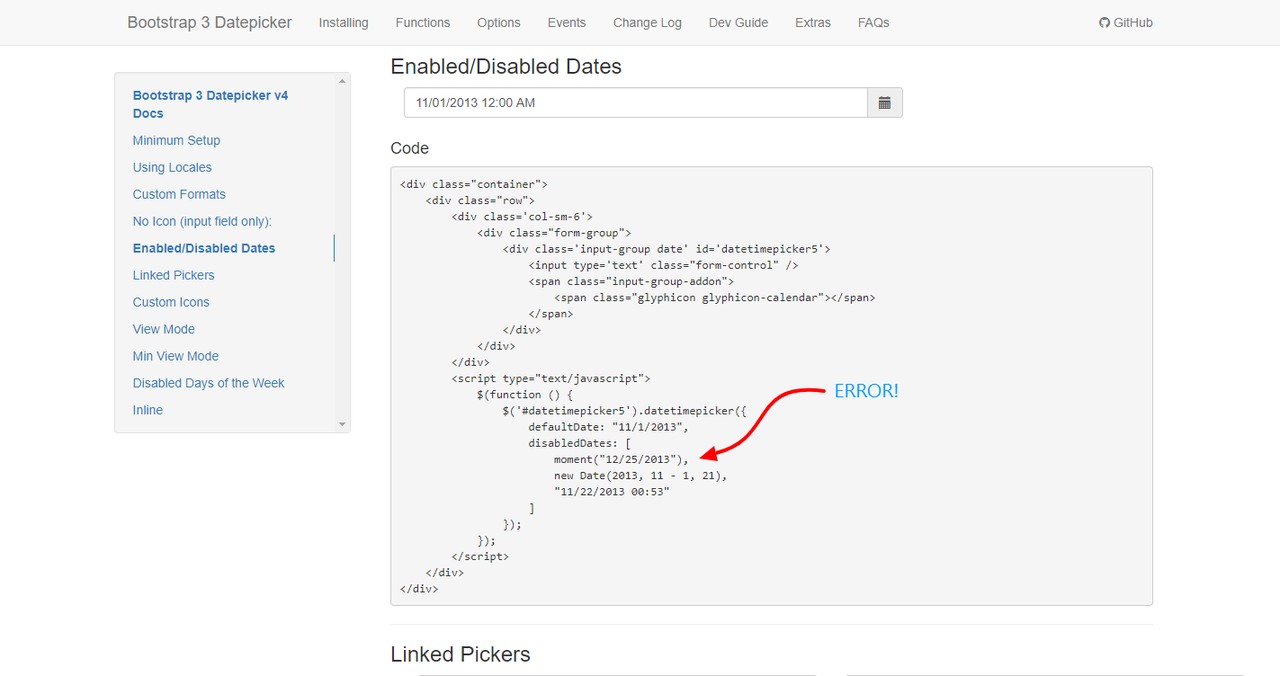 Bootstrap 3 Datepicker Installing Functions Options Events Change Log Dev Guide Extras FAQs GitHub
Bootstrap 3 Datepicker v4
Docs
Minimum Setup
Using Locales
Custom Formats
No Icon (input field only):
Enabled/Disabled Dates
Linked Pickers
Custom Icons
View Mode
Min View Mode
Disabled Days of the Week
Inline
Enabled/Disabled Dates
11/01/2013 12:00 AM
Code
<div class="container">
    <div class="row">
        <div class='col-sm-6'>
            <div class="form-group">
                <div class='input-group date' id='datetimepicker5'>
                    <input type='text' class="form-control" />
                    <span class="input-group-addon">
                        <span class="glyphicon glyphicon-calendar"></span>
                    </span>
                </div>
            </div>
        </div>
        <script type="text/javascript">
            $(function () {
                $('#datetimepicker5').datetimepicker({
                    defaultDate: "11/1/2013",
                    disabledDates: [
                        moment("12/25/2013"),
                        new Date(2013, 11 - 1, 21),
                        "11/22/2013 00:53"
                    ]
                });
            });
        </script>
    </div>
</div>
ERROR!
Linked Pickers